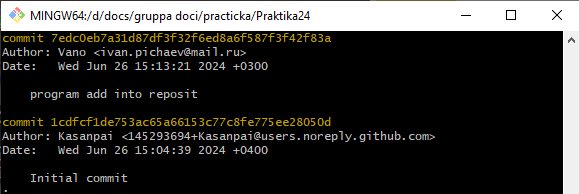 MINGW64:/d/docs/gruppa doci/practicka/Praktika24
commit 7edc0eb7a31d87df3f32f6ed8a6f587f3f42f83a
Author: Vano <ivan.pichaev@mail.ru>
Date:   Wed Jun 26 15:13:21 2024 +0300
program add into reposit
commit 1cdfcf1de753ac65a66153c77c8fe775ee28050d
Author: Kasanpai <145293694+Kasanpai@users.noreply.github.com>
Date:   Wed Jun 26 15:04:39 2024 +0400
Initial commit